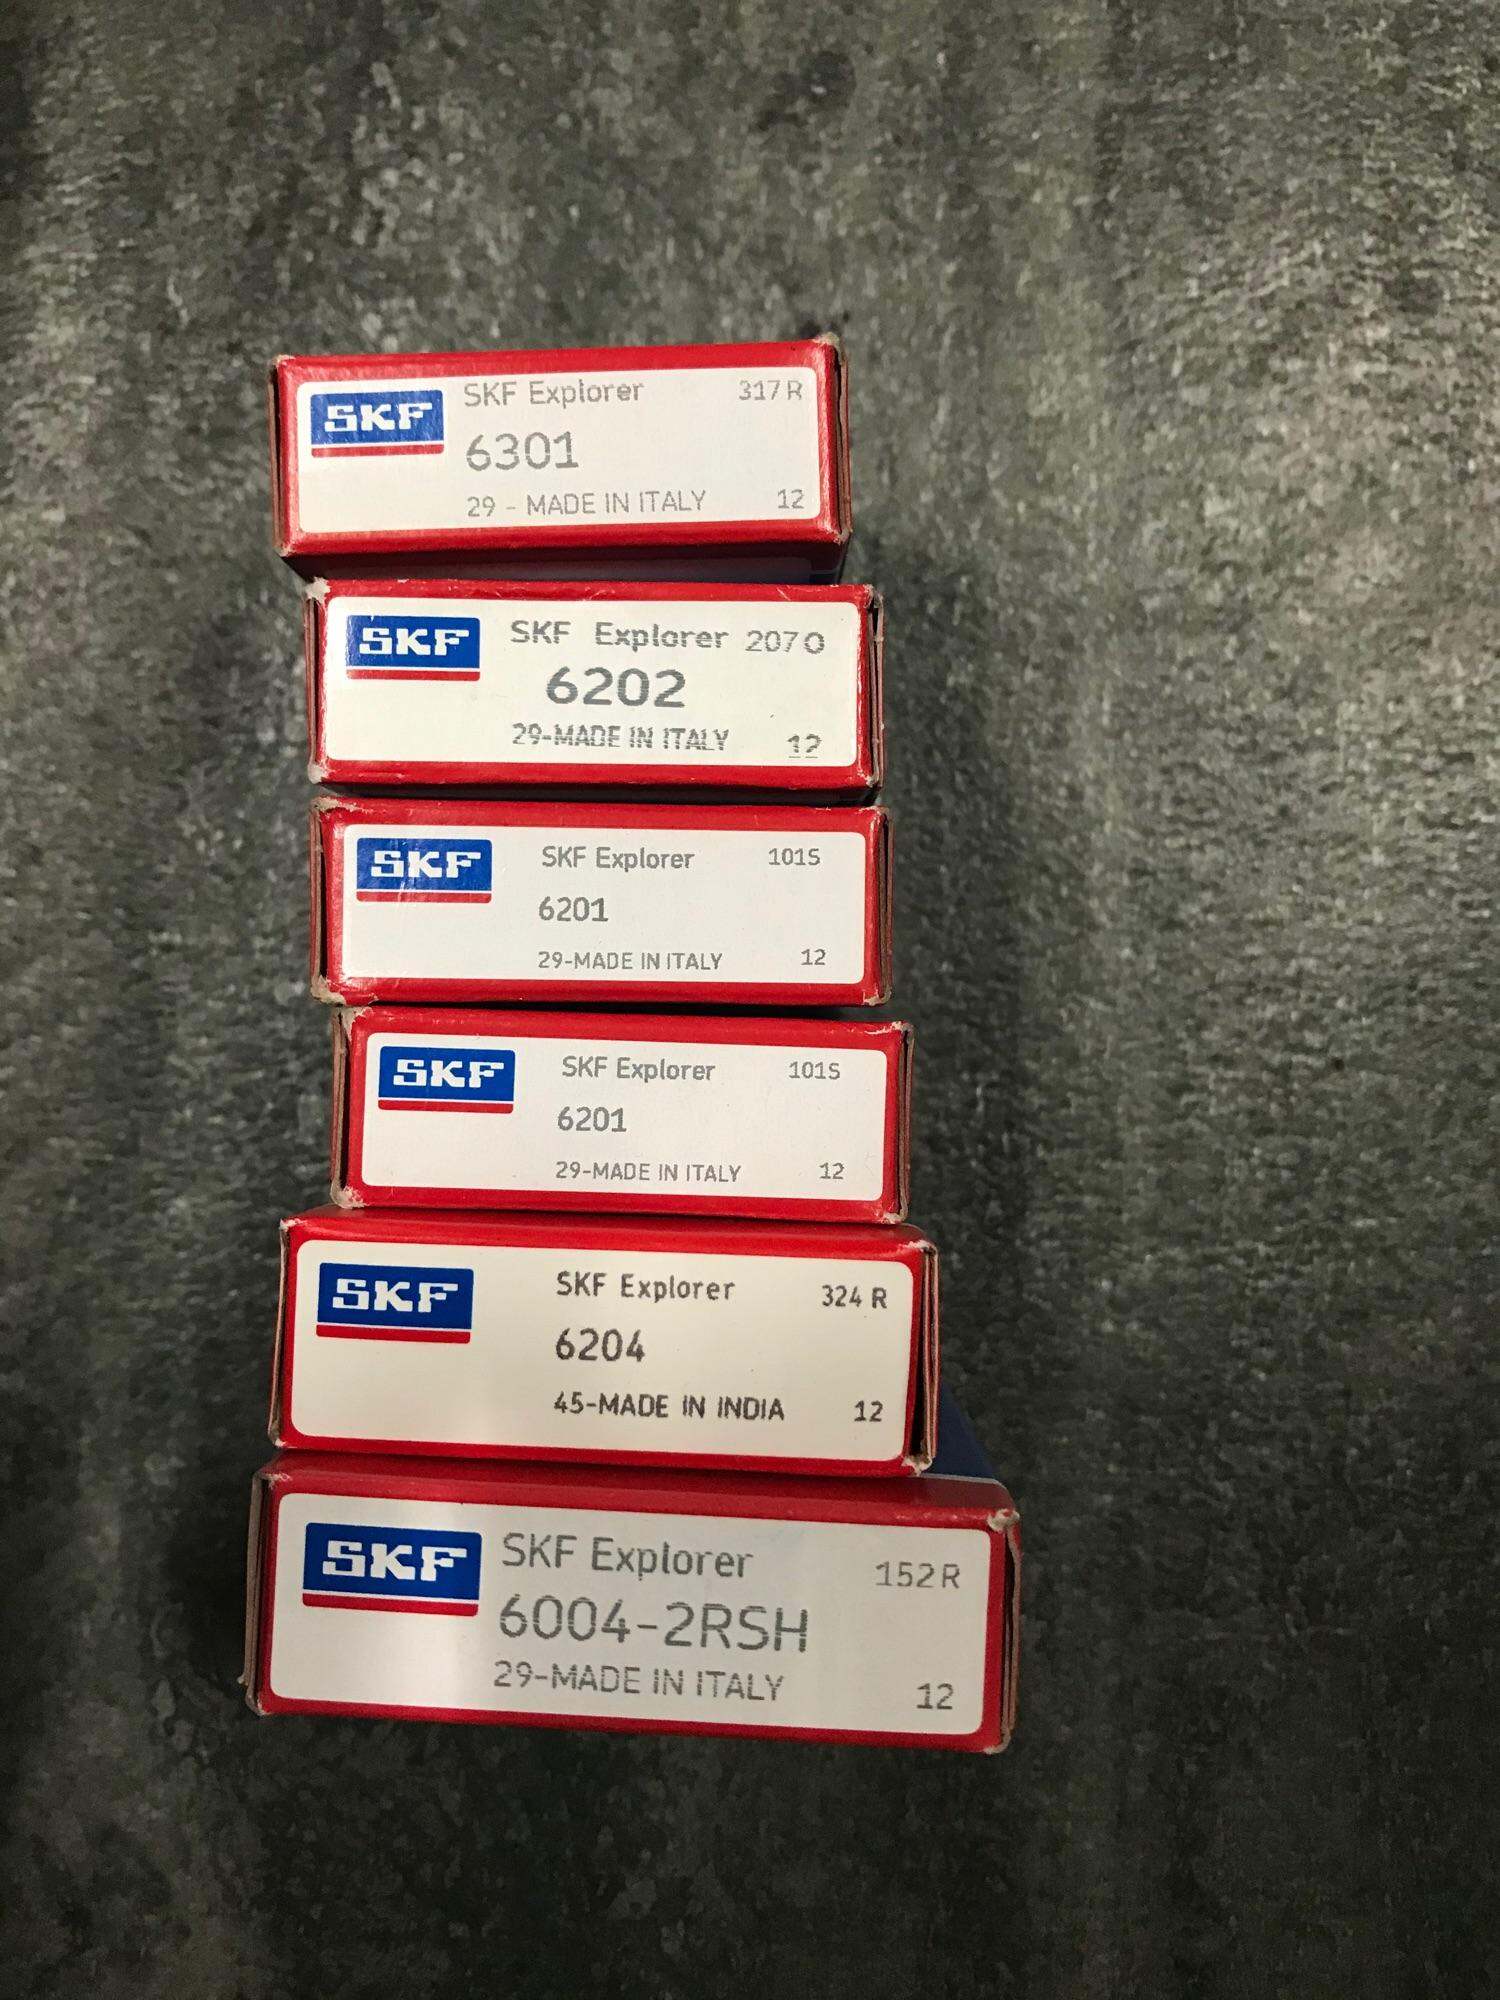 SKF
SKF Explorer 317 R
6301
29 - MADE IN ITALY 12
SKF
SKF Explorer 207 O
6202
29-MADE IN ITALY 12
SKF
SKF Explorer 101S
6201
29-MADE IN ITALY 12
SKF
SKF Explorer 101S
6201
29-MADE IN ITALY 12
SKF
SKF Explorer 324 R
6204
45-MADE IN INDIA 12
SKF
SKF Explorer 152 R
6004-2RSH
29-MADE IN ITALY 12